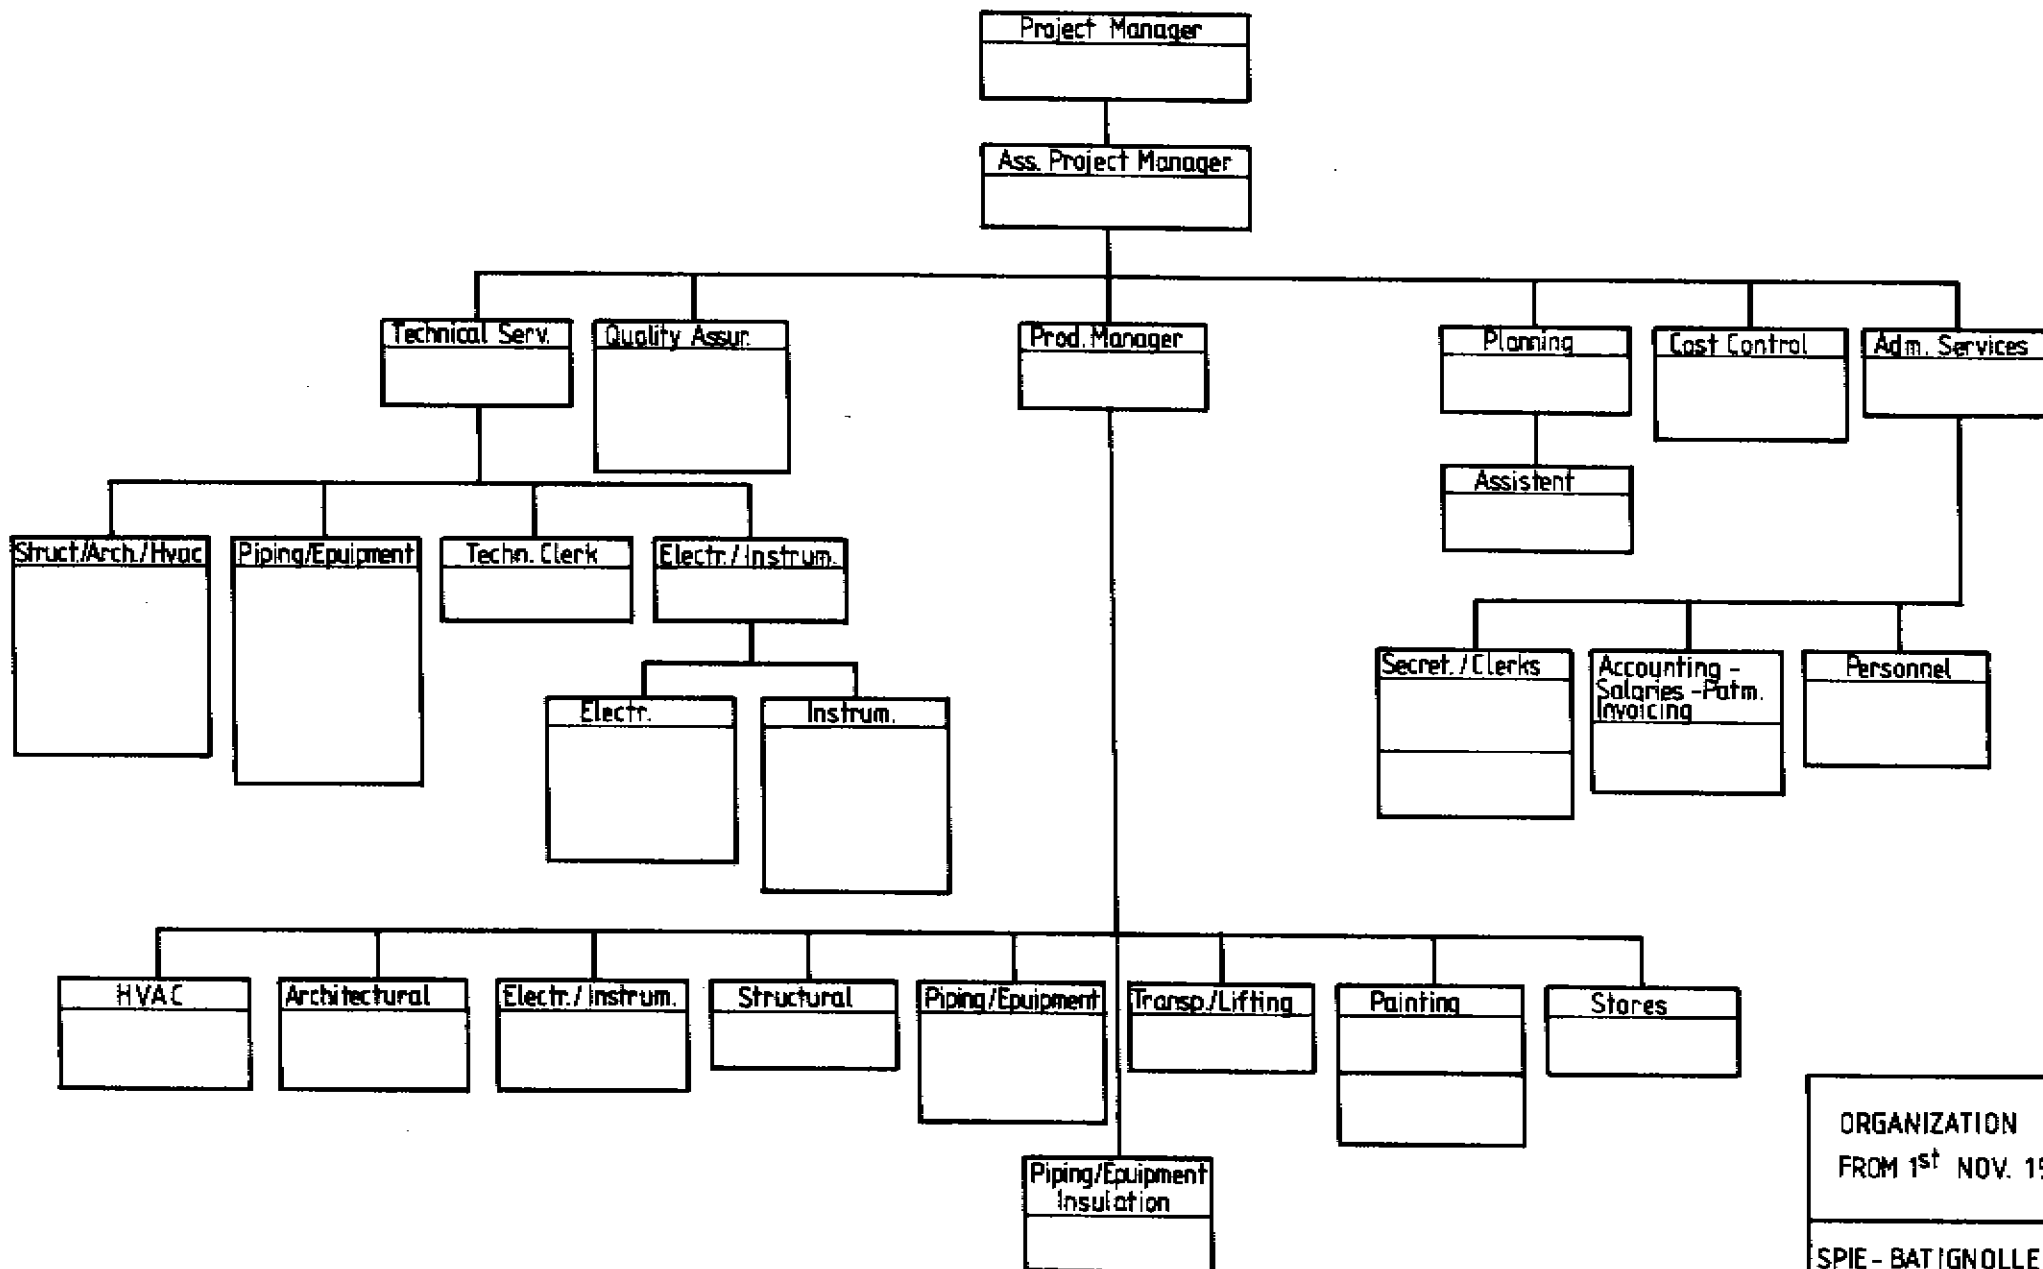 Project Manager
Ass. Project Manager
Technical Serv.
Quality Assur.
Prod. Manager
Planning
Cost Control
Adm. Services
Assistent
Struct./Arch./Hvac
Piping/Equipment
Techn. Clerk
Electr./Instrum.
Electr.
Instrum.
Secret./Clerks
Accounting -
Salaries - Patm.
Invoicing
Personnel
HVAC
Architectural
Electr./Instrum.
Structural
Piping/Equipment
Transp./Lifting
Painting
Stores
Piping/Equipment
Insulation
ORGANIZATION
FROM 1st NOV.
SPIE - BATIGNOLLE